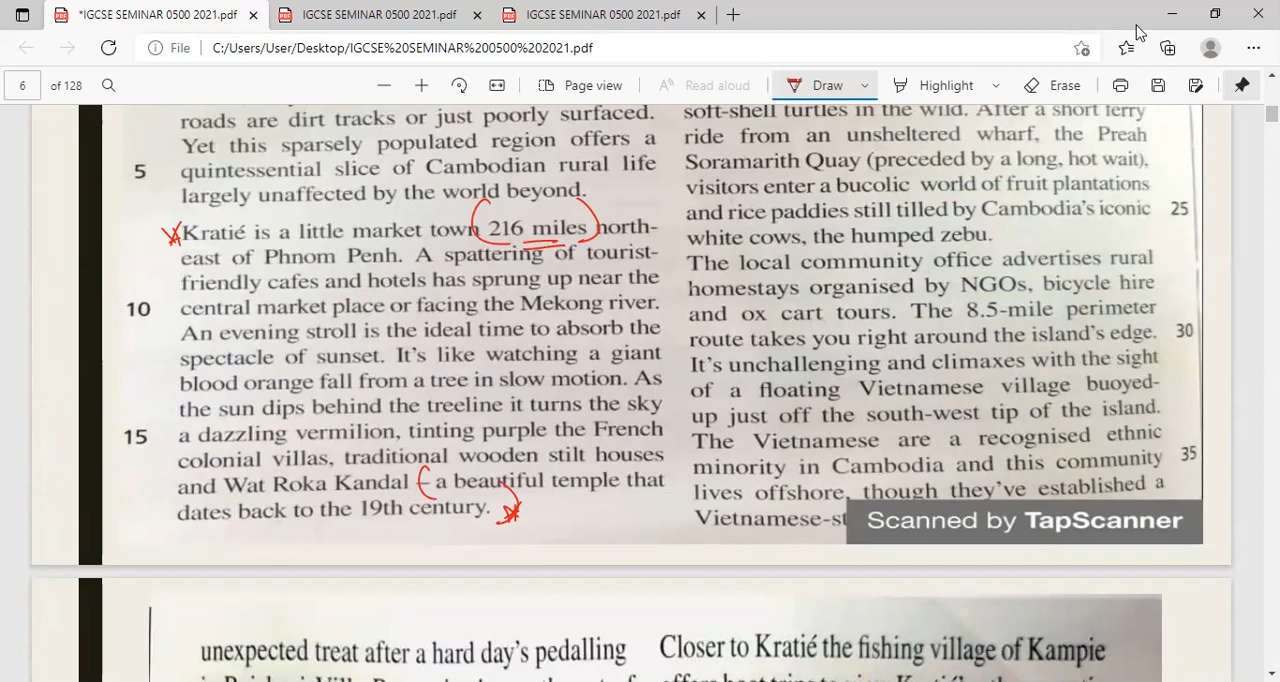 *IGCSE SEMINAR 0500 2021.pdf
IGCSE SEMINAR 0500 2021.pdf
IGCSE SEMINAR 0500 2021.pdf
File
C:/Users/User/Desktop/IGCSE%20SEMINAR%200500%202021.pdf
6
of 128
Page view
Read aloud
Draw
Highlight
Erase
roads are dirt tracks or just poorly surfaced.
Yet this sparsely populated region offers a
5 quintessential slice of Cambodian rural life
largely unaffected by the world beyond.
Kratié is a little market town 216 miles north-
east of Phnom Penh. A spattering of tourist-
friendly cafes and hotels has sprung up near the
10 central market place or facing the Mekong river.
An evening stroll is the ideal time to absorb the
spectacle of sunset. It's like watching a giant
blood orange fall from a tree in slow motion. As
the sun dips behind the treeline it turns the sky
15 a dazzling vermilion, tinting purple the French
colonial villas, traditional wooden stilt houses
and Wat Roka Kandal – a beautiful temple that
dates back to the 19th century.
soft-shell turtles in the wild. After a short ferry
ride from an unsheltered wharf, the Preah
Soramarith Quay (preceded by a long, hot wait),
visitors enter a bucolic world of fruit plantations
and rice paddies still tilled by Cambodia's iconic 25
white cows, the humped zebu.
The local community office advertises rural
homestays organised by NGOs, bicycle hire
and ox cart tours. The 8.5-mile perimeter
route takes you right around the island's edge. 30
It's unchallenging and climaxes with the sight
of a floating Vietnamese village buoyed-
up just off the south-west tip of the island.
The Vietnamese are a recognised ethnic
minority in Cambodia and this community 35
lives offshore, though they've established a
Scanned by TapScanner
unexpected treat after a hard day's pedalling
Closer to Kratié the fishing village of Kampie